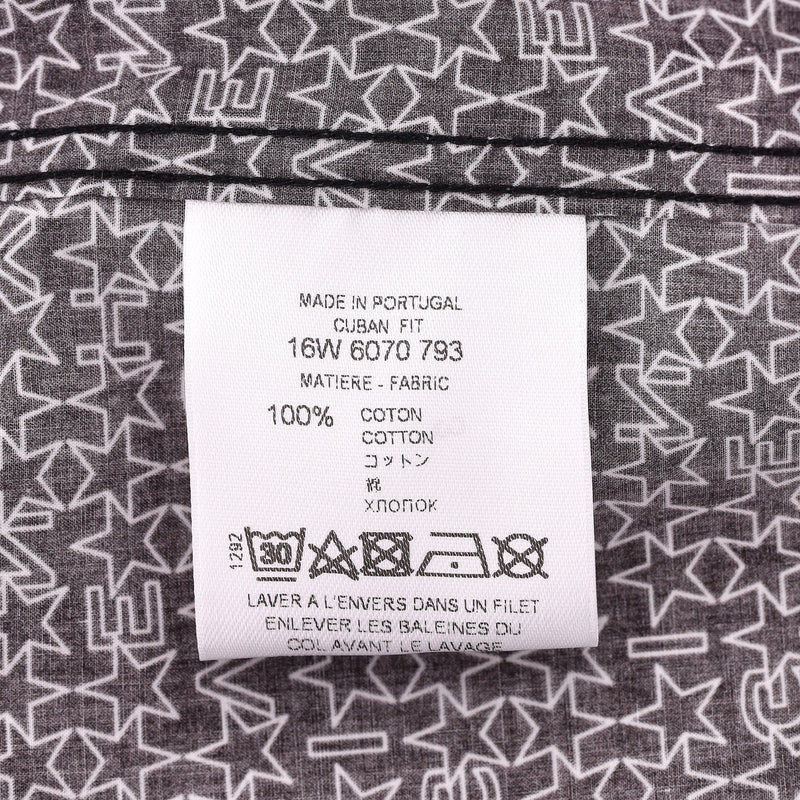 MADE IN PORTUGAL
CUBAN FIT
16W 6070 793
MATIERE - FABRIC
100% COTON
COTTON
コットン
хлопок
1292
30
LAVER A L'ENVERS DANS UN FILET
ENLEVER LES BALEINES DU
COL AVANT LE LAVAGE